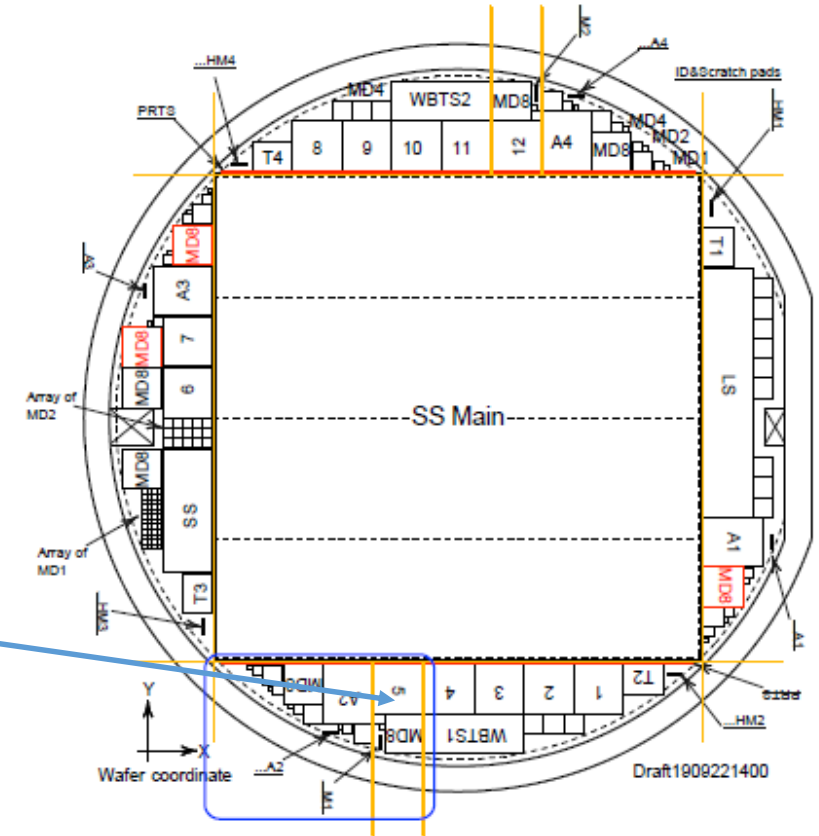 M2
...A4
...HM4
ID&Scratch pads
MD4
WBTS2
MD8
HM1
PRTS
MD4
MD2
T4
8
9
10
11
12
A4
MD8
MD1
MD8
T1
A3
A3
7
MD8
LS
6
MD8
Array of
MD2
SS Main
MD8
SS
A1
Array of
MD1
MD8
T3
HM3
A1
MD8
A2
5
4
3
2
1
T2
PRTS
Y
MD8
WBTS1
...HM2
X
Wafer coordinate
...A2
M1
Draft1909221400